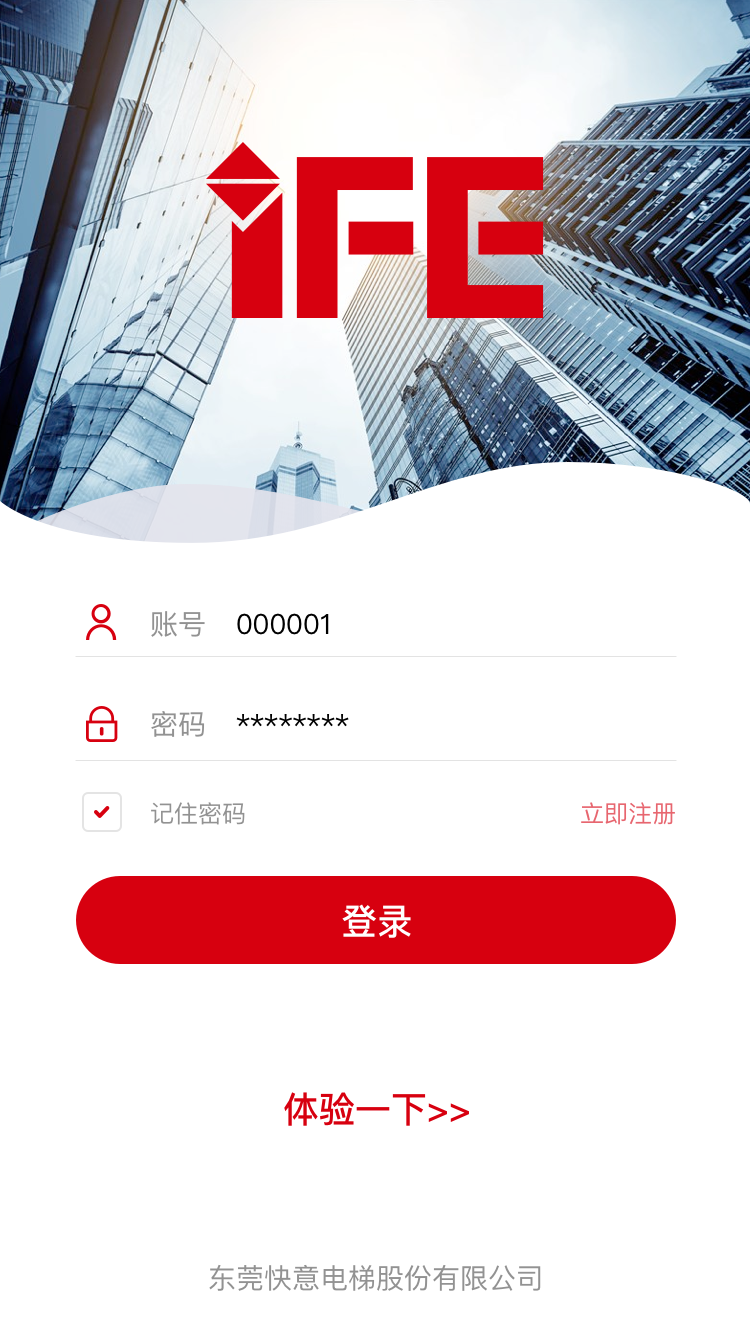 iFE
账号 000001
密码 ********
记住密码 立即注册
登录
体验一下>>
东莞快意电梯股份有限公司